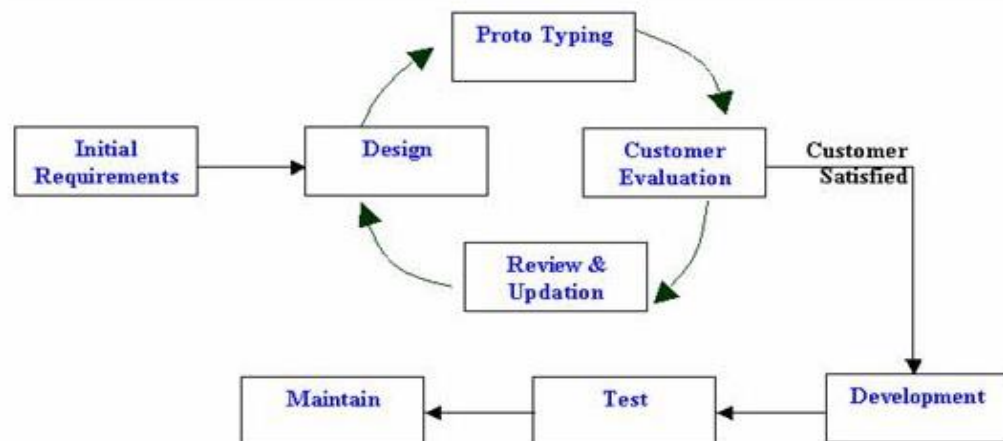 Proto Typing
Initial
Requirements
Design
Customer
Evaluation
Customer
Satisfied
Review &
Updation
Maintain
Test
Development